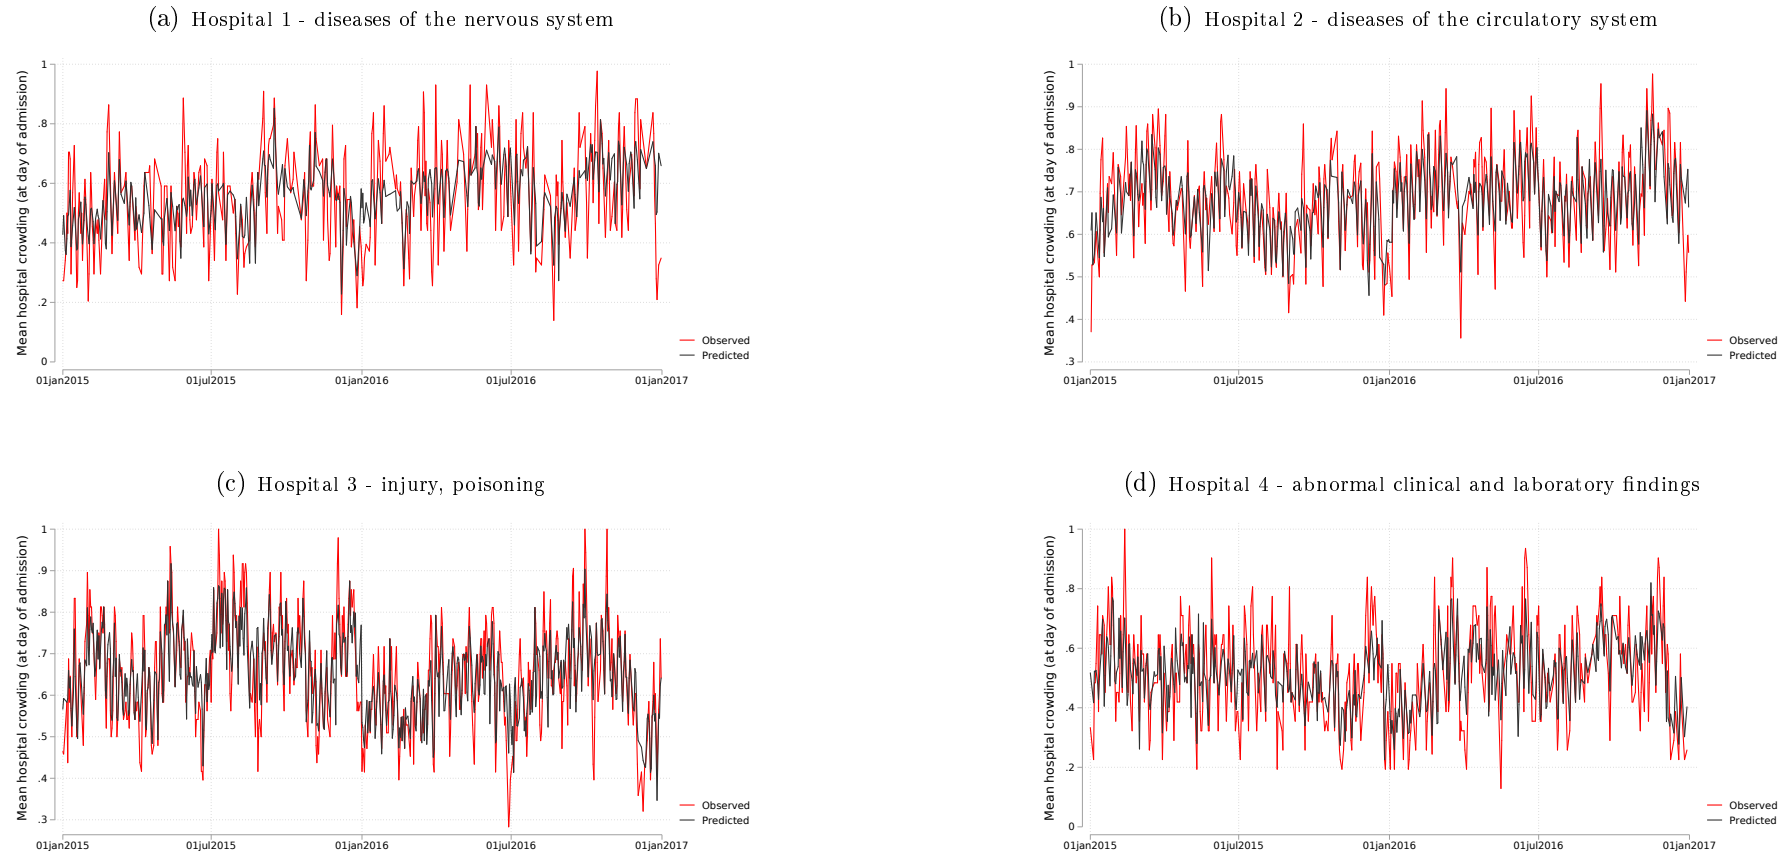 (a) Hospital 1 - diseases of the nervous system
Mean hospital crowding (at day of admission)
1
.8
.6
.4
.2
0
01jan2015
01jul2015
01jan2016
01jul2016
01jan2017
Observed
Predicted
(b) Hospital 2 - diseases of the circulatory system
Mean hospital crowding (at day of admission)
1
.9
.8
.7
.6
.5
.4
.3
01jan2015
01jul2015
01jan2016
01jul2016
01jan2017
Observed
Predicted
(c) Hospital 3 - injury, poisoning
Mean hospital crowding (at day of admission)
1
.9
.8
.7
.6
.5
.4
.3
01jan2015
01jul2015
01jan2016
01jul2016
01jan2017
Observed
Predicted
(d) Hospital 4 - abnormal clinical and laboratory findings
Mean hospital crowding (at day of admission)
1
.8
.6
.4
.2
0
01jan2015
01jul2015
01jan2016
01jul2016
01jan2017
Observed
Predicted